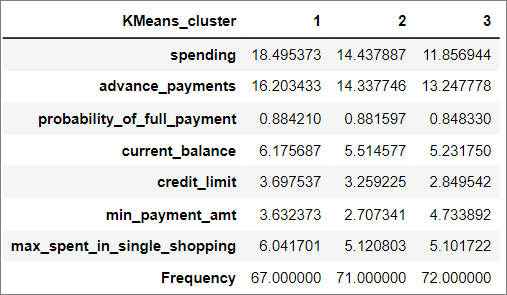 KMeans_cluster 1 2 3
spending 18.495373 14.437887 11.856944
advance_payments 16.203433 14.337746 13.247778
probability_of_full_payment 0.884210 0.881597 0.848330
current_balance 6.175687 5.514577 5.231750
credit_limit 3.697537 3.259225 2.849542
min_payment_amt 3.632373 2.707341 4.733892
max_spent_in_single_shopping 6.041701 5.120803 5.101722
Frequency 67.000000 71.000000 72.000000